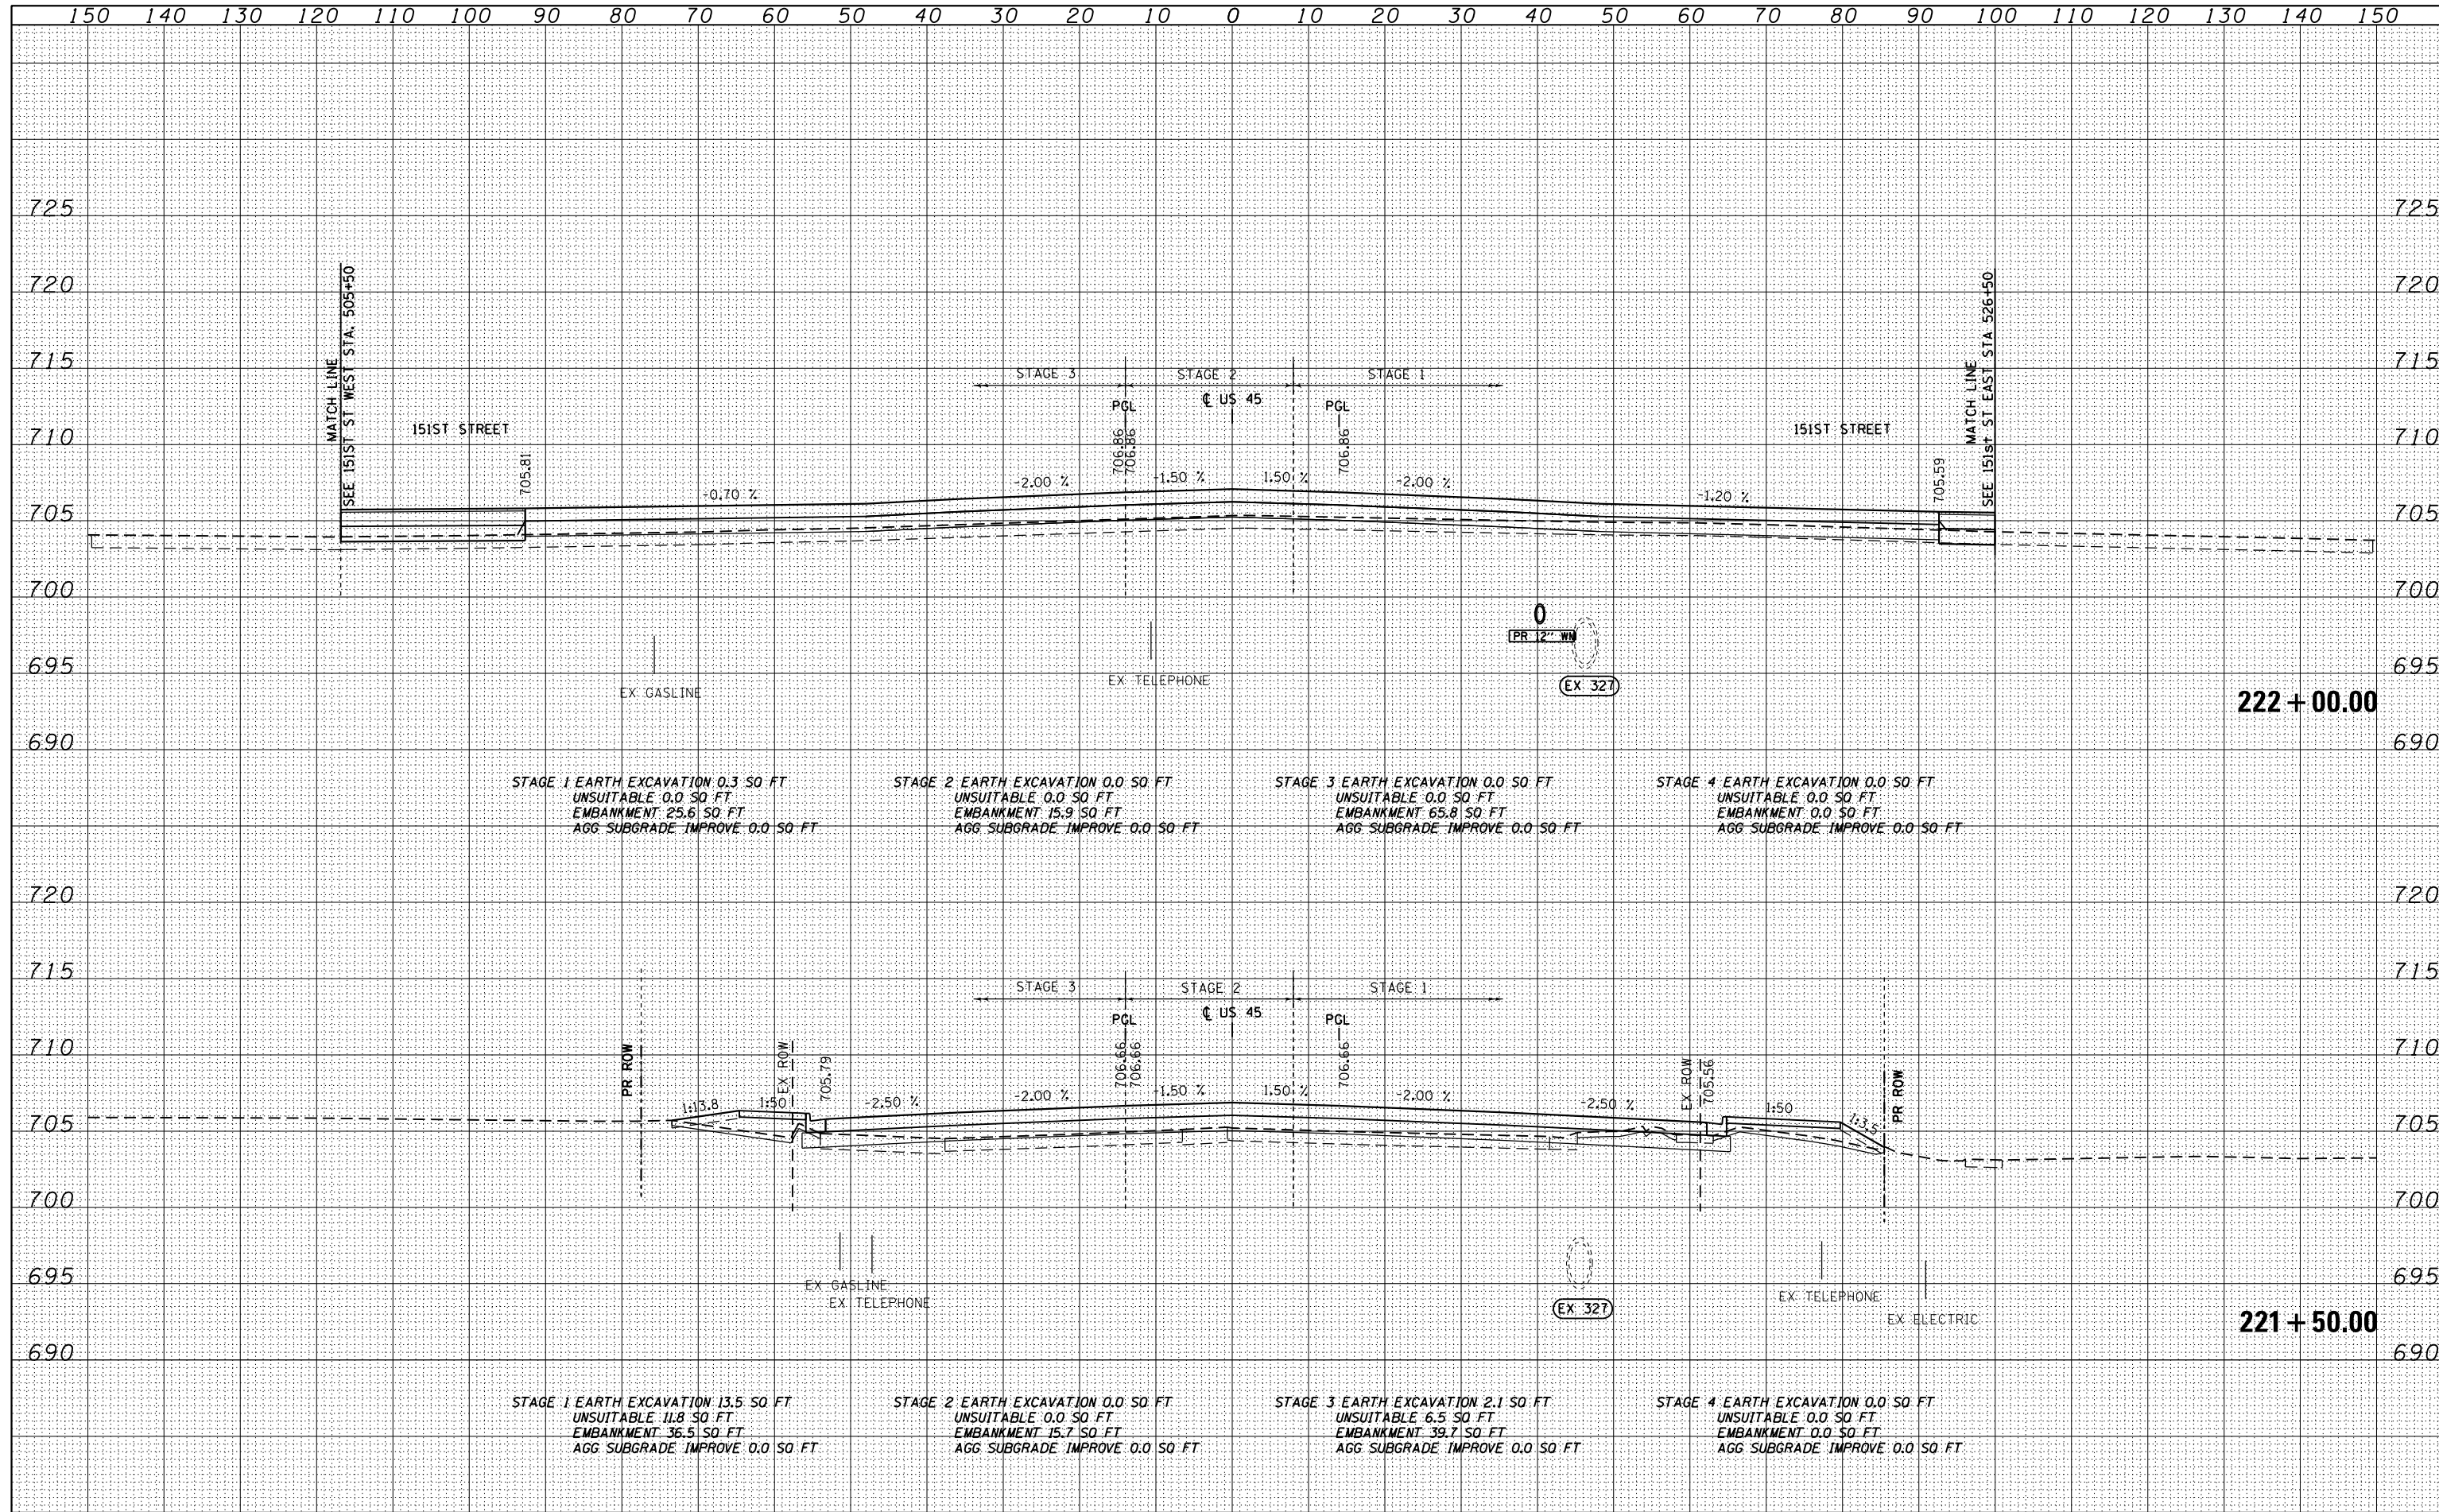 150 140 130 120 110 100 90 80 70 60 50 40 30 20 10 0 10 20 30 40 50 60 70 80 90 100 110 120 130 140 150
725 725
720 720
715 715
710 710
705 705
700 700
695 695
690 690
MATCH LINE
SEE 151ST ST WEST STA. 505+50
151ST STREET
705.81
-0.70 %
-2.00 %
-1.50 %
1.50 %
-2.00 %
-1.20 %
STAGE 3
STAGE 2
STAGE 1
PGL
℄ US 45
PGL
706.86
706.86
706.86
151ST STREET
705.59
MATCH LINE
SEE 151st ST EAST STA 526+50
PR 12" WM
EX 327
EX GASLINE
EX TELEPHONE
222 + 00.00
STAGE 1 EARTH EXCAVATION 0.3 SQ FT
UNSUITABLE 0.0 SQ FT
EMBANKMENT 25.6 SQ FT
AGG SUBGRADE IMPROVE 0.0 SQ FT
STAGE 2 EARTH EXCAVATION 0.0 SQ FT
UNSUITABLE 0.0 SQ FT
EMBANKMENT 15.9 SQ FT
AGG SUBGRADE IMPROVE 0.0 SQ FT
STAGE 3 EARTH EXCAVATION 0.0 SQ FT
UNSUITABLE 0.0 SQ FT
EMBANKMENT 65.8 SQ FT
AGG SUBGRADE IMPROVE 0.0 SQ FT
STAGE 4 EARTH EXCAVATION 0.0 SQ FT
UNSUITABLE 0.0 SQ FT
EMBANKMENT 0.0 SQ FT
AGG SUBGRADE IMPROVE 0.0 SQ FT
720 720
715 715
710 710
705 705
700 700
695 695
690 690
STAGE 3
STAGE 2
STAGE 1
PGL
℄ US 45
PGL
706.66
706.66
706.66
PR ROW
EX ROW
705.79
1:13.8
1:50
-2.50 %
-2.00 %
-1.50 %
1.50 %
-2.00 %
-2.50 %
EX ROW
705.56
1:50
1:3.5
PR ROW
EX GASLINE
EX TELEPHONE
EX 327
EX TELEPHONE
EX ELECTRIC
221 + 50.00
STAGE 1 EARTH EXCAVATION 13.5 SQ FT
UNSUITABLE 11.8 SQ FT
EMBANKMENT 36.5 SQ FT
AGG SUBGRADE IMPROVE 0.0 SQ FT
STAGE 2 EARTH EXCAVATION 0.0 SQ FT
UNSUITABLE 0.0 SQ FT
EMBANKMENT 15.7 SQ FT
AGG SUBGRADE IMPROVE 0.0 SQ FT
STAGE 3 EARTH EXCAVATION 2.1 SQ FT
UNSUITABLE 6.5 SQ FT
EMBANKMENT 39.7 SQ FT
AGG SUBGRADE IMPROVE 0.0 SQ FT
STAGE 4 EARTH EXCAVATION 0.0 SQ FT
UNSUITABLE 0.0 SQ FT
EMBANKMENT 0.0 SQ FT
AGG SUBGRADE IMPROVE 0.0 SQ FT